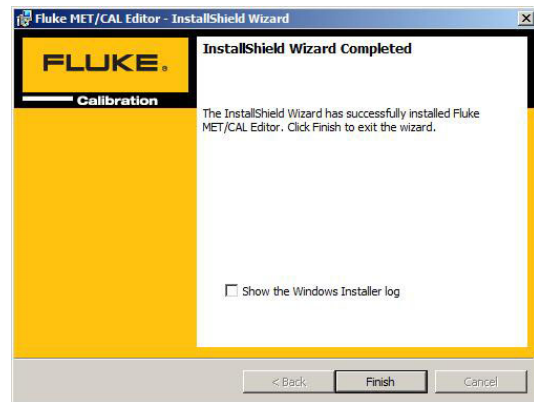 Fluke MET/CAL Editor - InstallShield Wizard
FLUKE®
Calibration
InstallShield Wizard Completed
The InstallShield Wizard has successfully installed Fluke
MET/CAL Editor. Click Finish to exit the wizard.
Show the Windows Installer log
< Back Finish Cancel